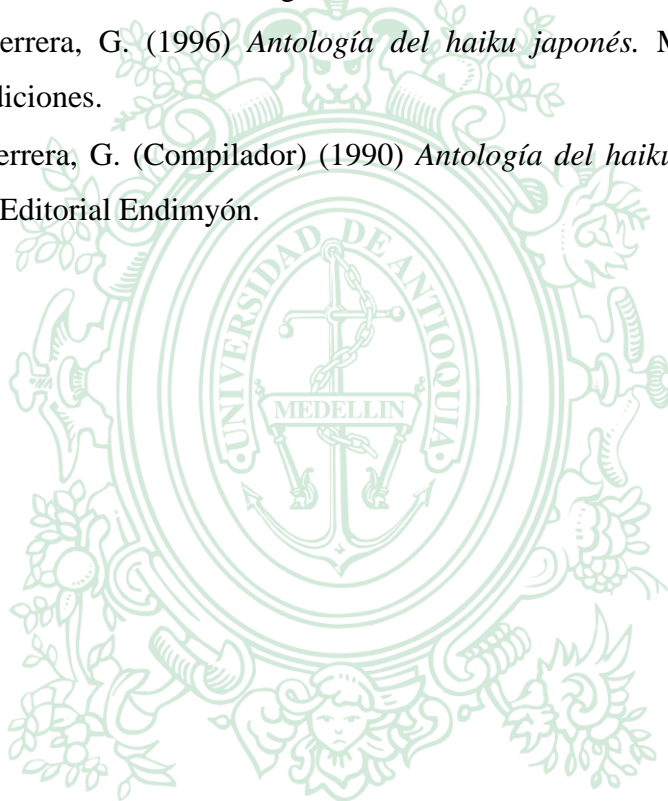 errera, G. (1996) Antología del haiku japonés. M
diciones.
errera, G. (Compilador) (1990) Antología del haiku
Editorial Endimyón.
UNIVERSIDAD DE ANTIOQUIA
MEDELLIN